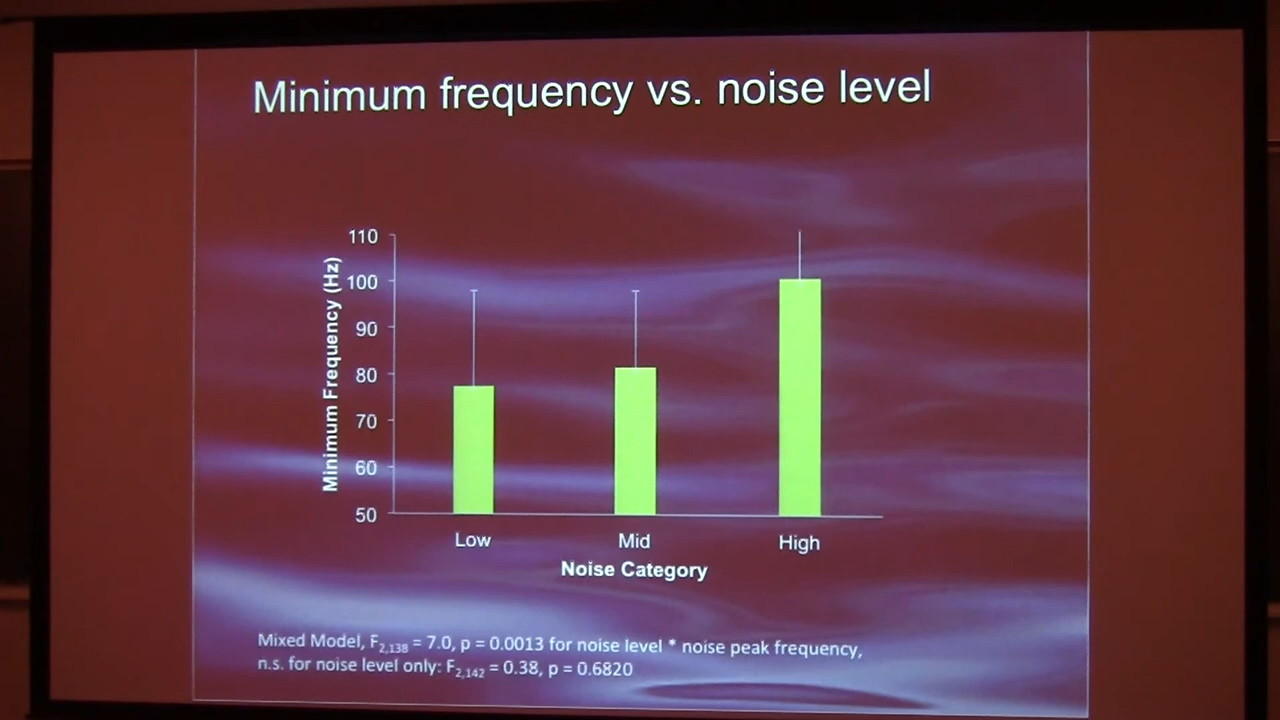 Minimum frequency vs. noise level
110
100
90
80
70
60
50
Minimum Frequency (Hz)
Low Mid High
Noise Category
Mixed Model, F2,138 = 7.0, p = 0.0013 for noise level * noise peak frequency,
n.s. for noise level only: F2,142 = 0.38, p = 0.6820